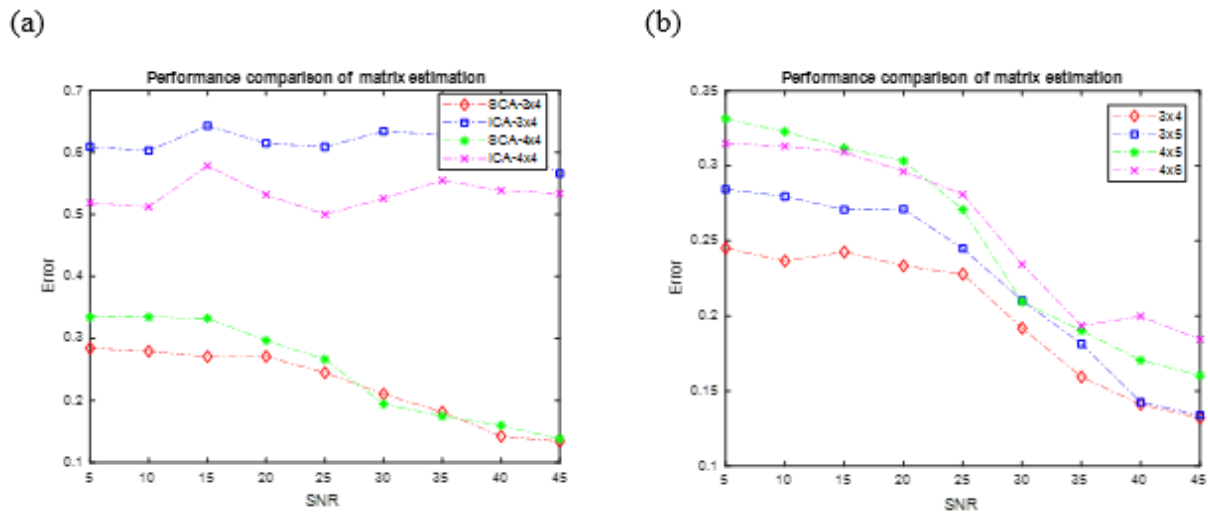 (a)
(b)
Performance comparison of matrix estimation
0.7
0.6
0.5
0.4
0.3
0.2
0.1
Error
5 10 15 20 25 30 35 40 45
SNR
SCA-3x4
ICA-3x4
SCA-4x4
ICA-4x4
Performance comparison of matrix estimation
0.35
0.3
0.25
0.2
0.15
0.1
Error
5 10 15 20 25 30 35 40 45
SNR
3x4
3x5
4x5
4x6